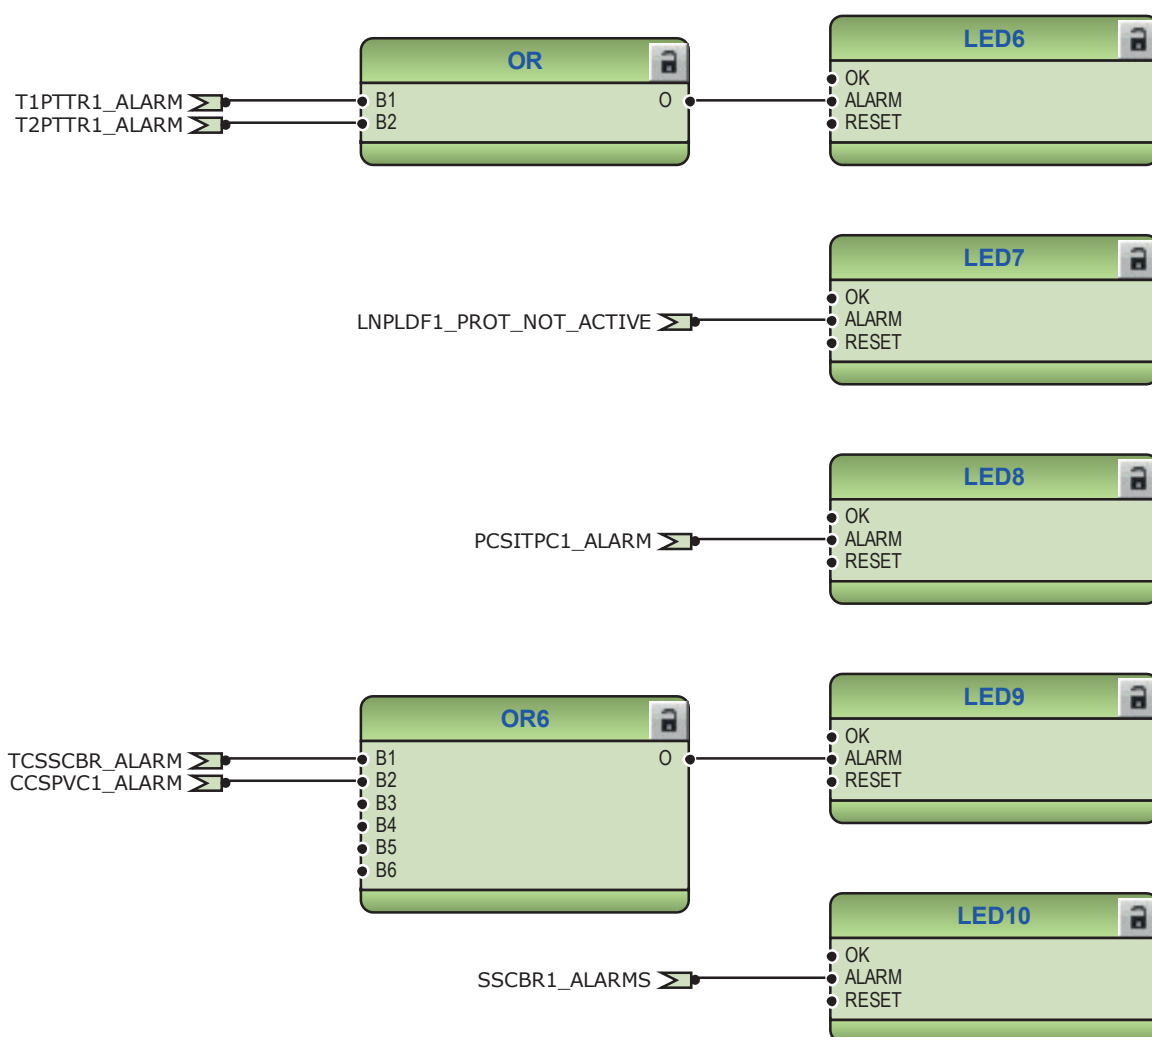 OR
T1PTTR1_ALARM
T2PTTR1_ALARM
B1
B2
O
LED6
OK
ALARM
RESET
LED7
LNPLDF1_PROT_NOT_ACTIVE
OK
ALARM
RESET
LED8
PCSITPC1_ALARM
OK
ALARM
RESET
OR6
TCSSCBR_ALARM
CCSPVC1_ALARM
B1
B2
B3
B4
B5
B6
O
LED9
OK
ALARM
RESET
LED10
SSCBR1_ALARMS
OK
ALARM
RESET